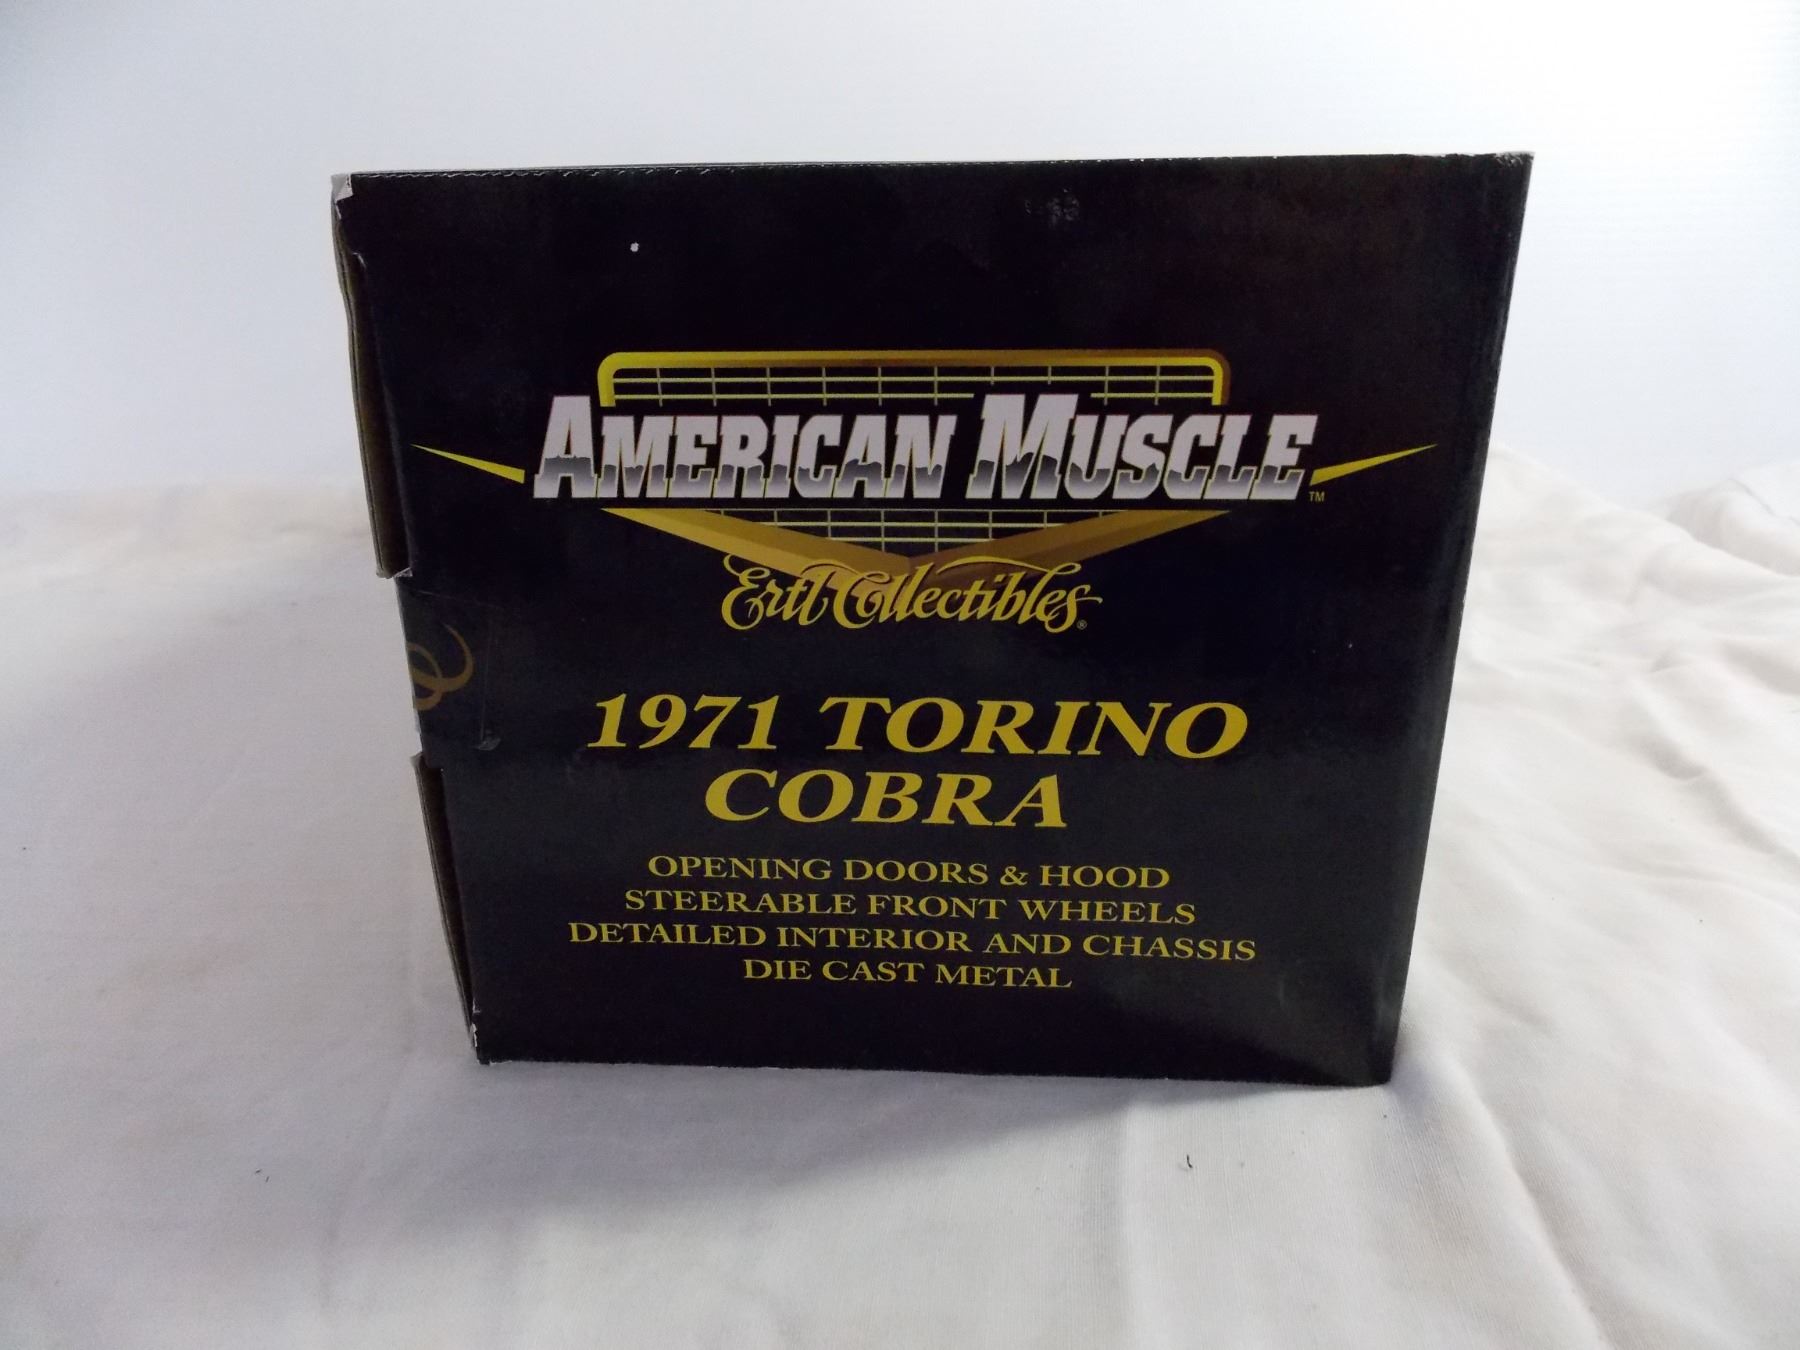 AMERICAN MUSCLE™
Ertl Collectibles®
1971 TORINO
COBRA
OPENING DOORS & HOOD
STEERABLE FRONT WHEELS
DETAILED INTERIOR AND CHASSIS
DIE CAST METAL